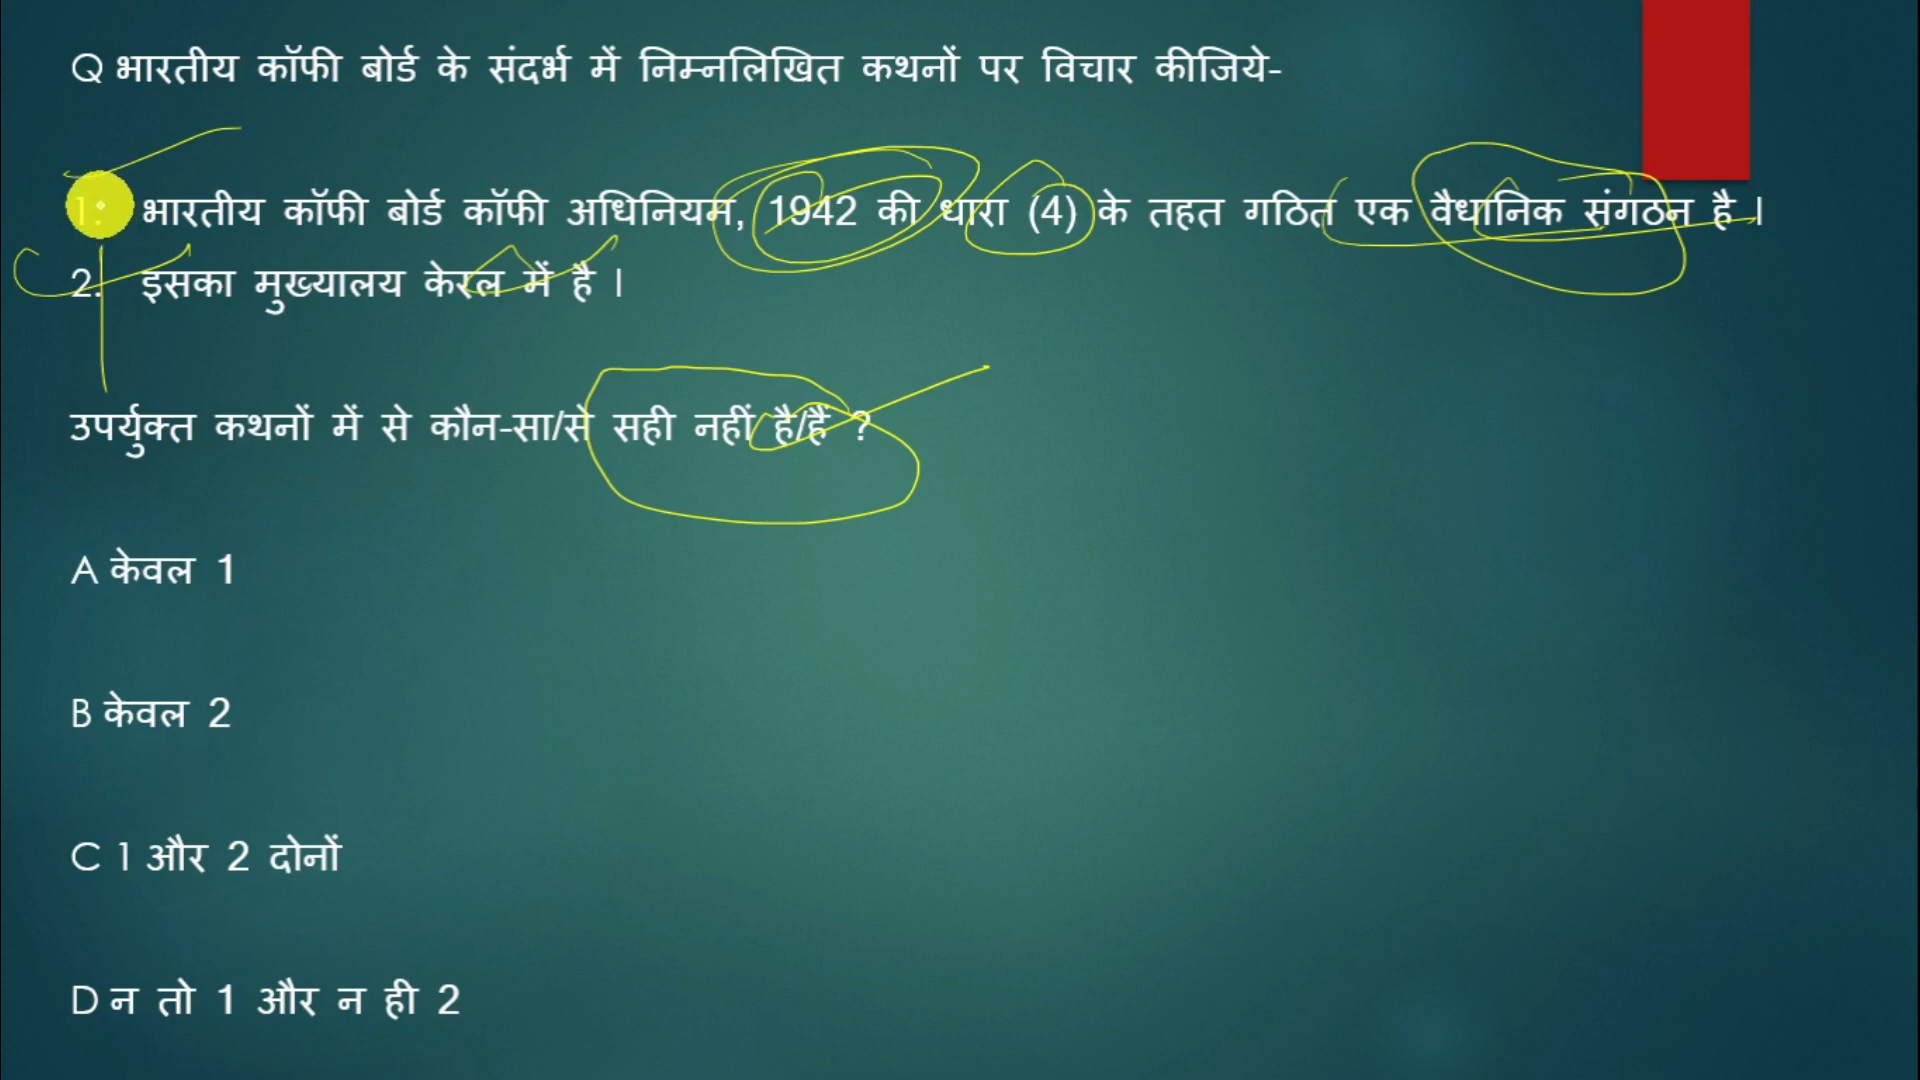 Q भारतीय कॉफी बोर्ड के संदर्भ में निम्नलिखित कथनों पर विचार कीजिये-
1. भारतीय कॉफी बोर्ड कॉफी अधिनियम, 1942 की धारा (4) के तहत गठित एक वैधानिक संगठन है ।
2. इसका मुख्यालय केरल में है ।
उपर्युक्त कथनों में से कौन-सा/से सही नहीं है/हैं ?
A केवल 1
B केवल 2
C 1 और 2 दोनों
D न तो 1 और न ही 2